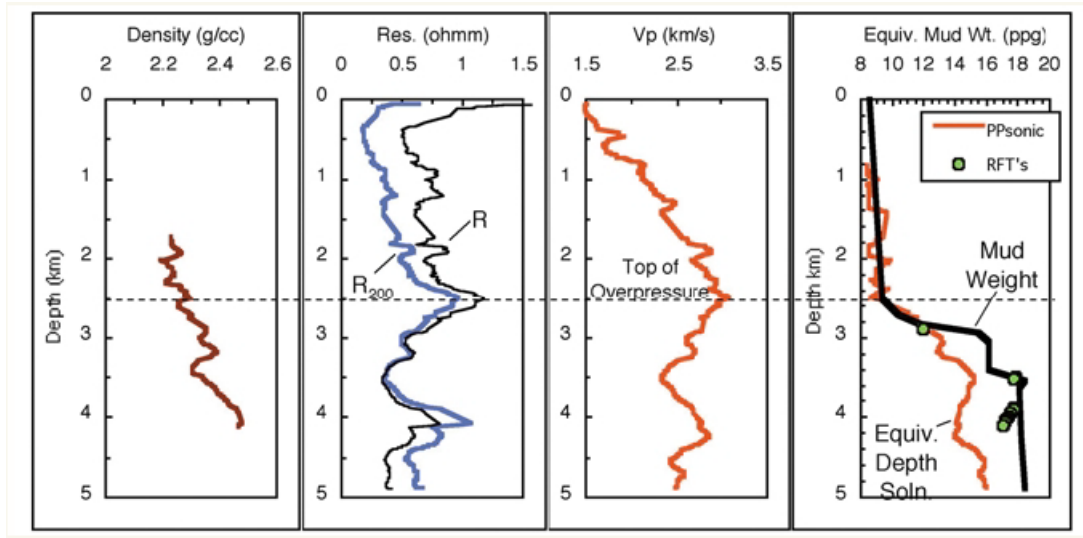 Density (g/cc)
2 2.2 2.4 2.6
0
1
2
3
4
5
Depth (km)
Res. (ohmm)
0 0.5 1 1.5
0
1
2
3
4
5
R
R200
Vp (km/s)
1.5 2.5 3.5
0
1
2
3
4
5
Top of
Overpressure
Equiv. Mud Wt. (ppg)
8 10 12 14 16 18 20
0
1
2
3
4
5
Depth km)
PPsonic
RFT's
Mud
Weight
Equiv.
Depth
Soln.